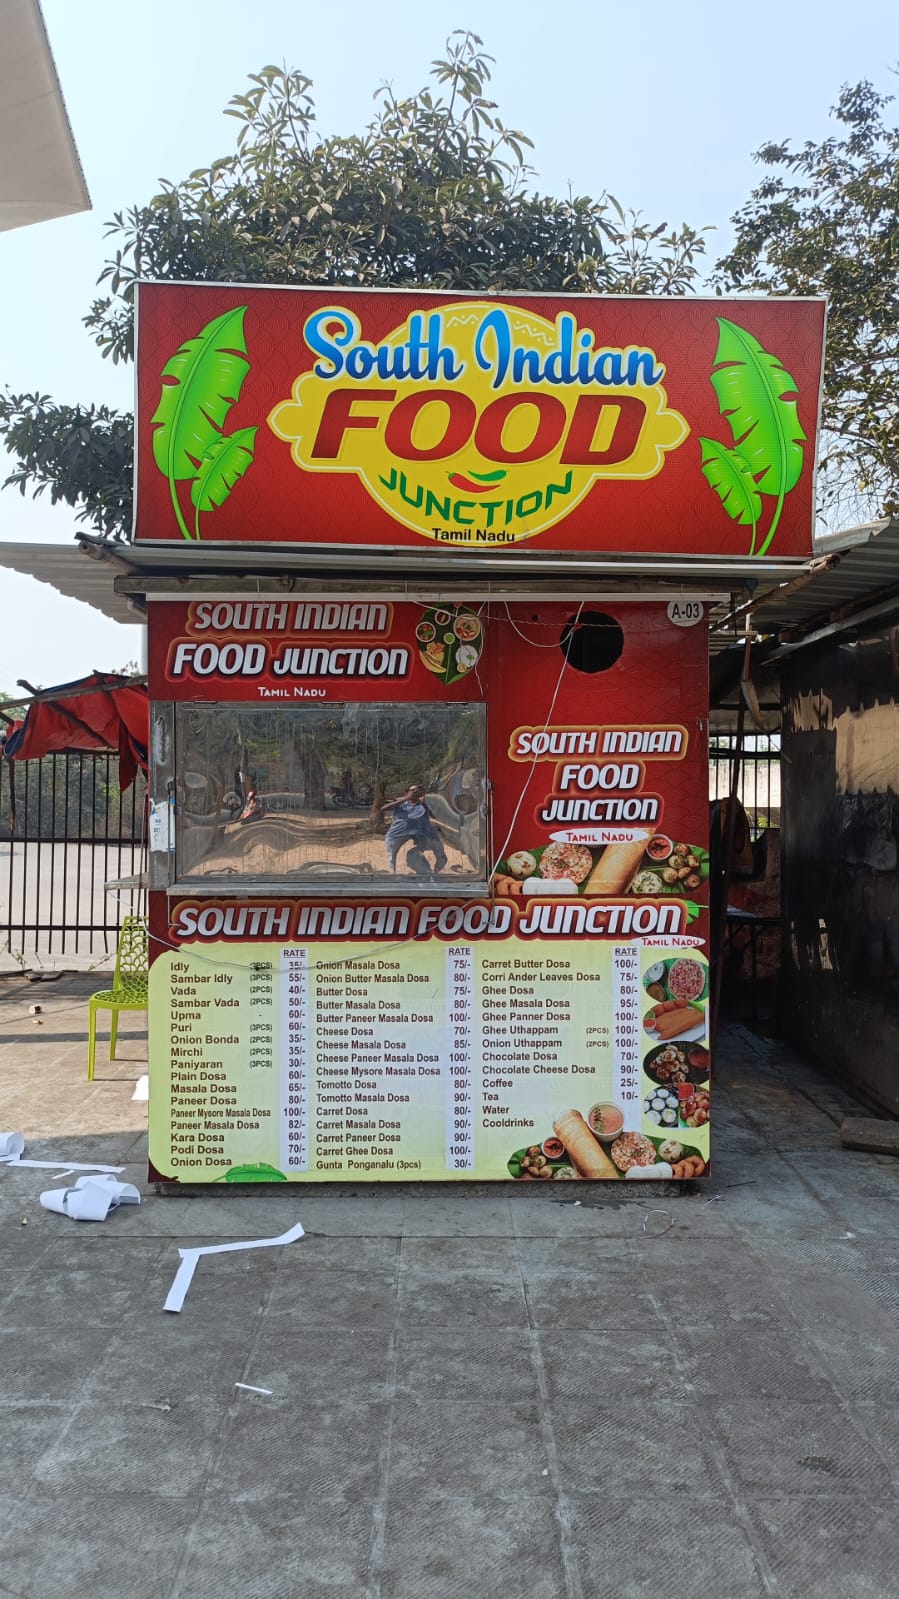 South Indian
FOOD
JUNCTION
Tamil Nadu
SOUTH INDIAN
FOOD JUNCTION
TAMIL NADU
A-03
SOUTH INDIAN
FOOD
JUNCTION
TAMIL NADU
SOUTH INDIAN FOOD JUNCTION
TAMIL NADU
RATE
Idly (3PCS) 35/-
Sambar Idly (3PCS) 55/-
Vada (2PCS) 40/-
Sambar Vada (2PCS) 50/-
Upma - 60/-
Puri (3PCS) 60/-
Onion Bonda (2PCS) 35/-
Mirchi (2PCS) 35/-
Paniyaran (3PCS) 30/-
Plain Dosa 60/-
Masala Dosa 65/-
Paneer Dosa 80/-
Paneer Mysore Masala Dosa 100/-
Paneer Masala Dosa 82/-
Kara Dosa 60/-
Podi Dosa 70/-
Onion Dosa 60/-
RATE
Onion Masala Dosa 75/-
Onion Butter Masala Dosa 80/-
Butter Dosa 75/-
Butter Masala Dosa 80/-
Butter Paneer Masala Dosa 100/-
Cheese Dosa 70/-
Cheese Masala Dosa 85/-
Cheese Paneer Masala Dosa 100/-
Cheese Mysore Masala Dosa 100/-
Tomotto Dosa 80/-
Tomotto Masala Dosa 90/-
Carret Dosa 80/-
Carret Masala Dosa 90/-
Carret Paneer Dosa 90/-
Carret Ghee Dosa 100/-
Gunta Ponganalu (3pcs) 30/-
RATE
Carret Butter Dosa 100/-
Corri Ander Leaves Dosa 75/-
Ghee Dosa 80/-
Ghee Masala Dosa 95/-
Ghee Panner Dosa 100/-
Ghee Uthappam (2PCS) 100/-
Onion Uthappam (2PCS) 100/-
Chocolate Dosa 70/-
Chocolate Cheese Dosa 90/-
Coffee 25/-
Tea 10/-
Water
Cooldrinks